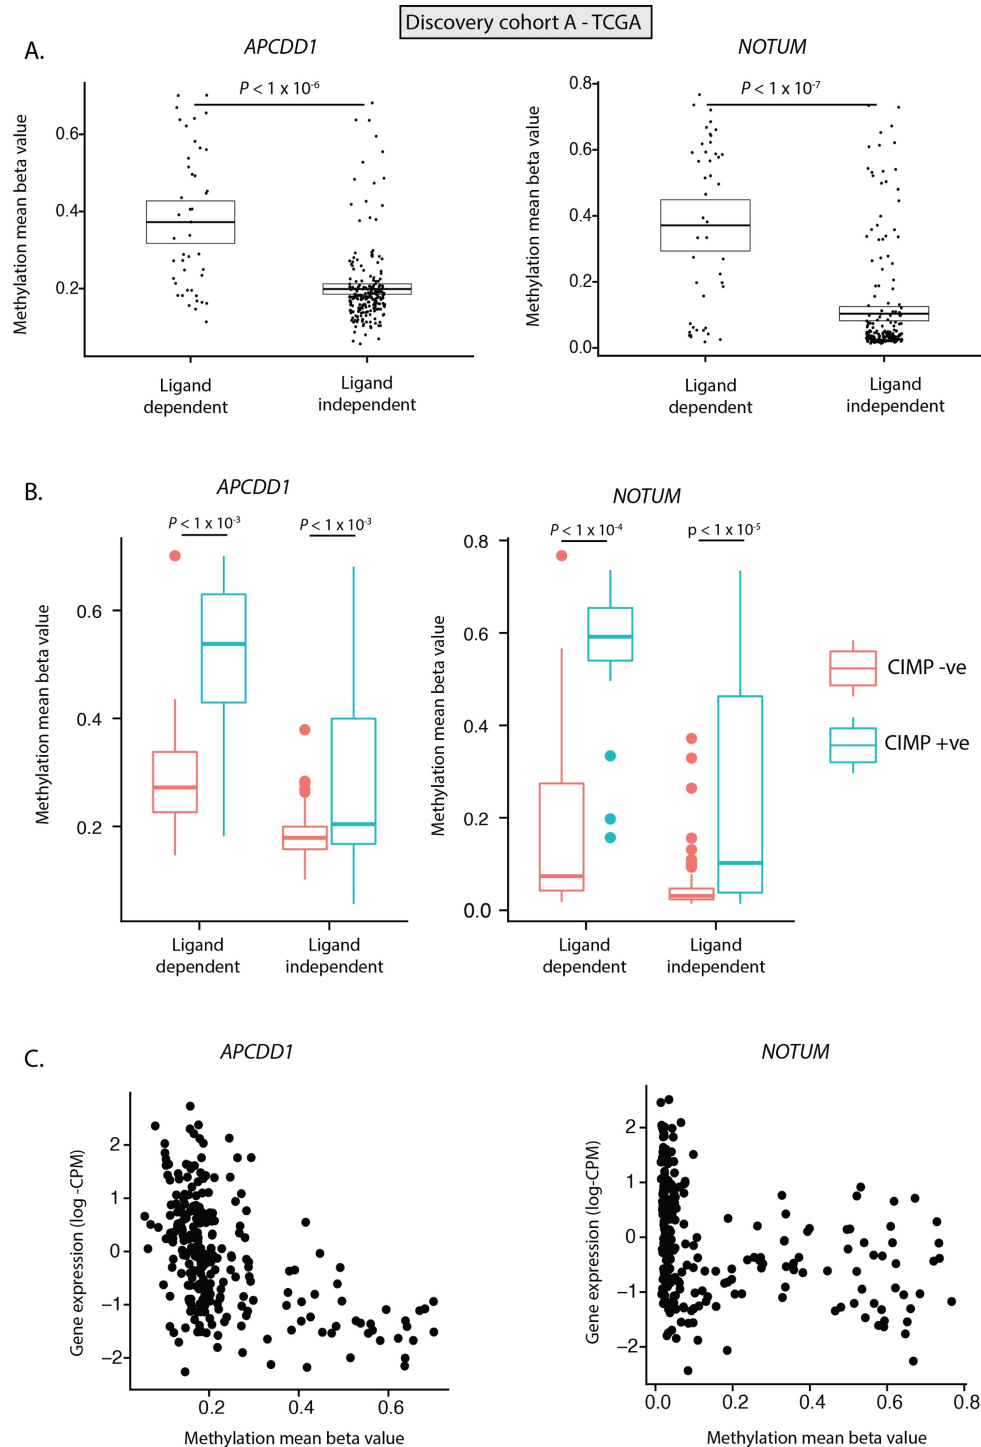 Discovery cohort A - TCGA
A.
APCDD1
NOTUM
P < 1 x 10-6
P < 1 x 10-7
Methylation mean beta value
0.6
0.4
0.2
Ligand
dependent
Ligand
independent
Methylation mean beta value
0.8
0.6
0.4
0.2
0.0
Ligand
dependent
Ligand
independent
B.
APCDD1
NOTUM
P < 1 x 10-3
P < 1 x 10-3
P < 1 x 10-4
p < 1 x 10-5
Methylation mean beta value
0.6
0.4
0.2
Ligand
dependent
Ligand
independent
Methylation mean beta value
0.8
0.6
0.4
0.2
0.0
Ligand
dependent
Ligand
independent
CIMP -ve
CIMP +ve
C.
APCDD1
NOTUM
Gene expression (log -CPM)
2
1
0
−1
−2
0.2
0.4
0.6
Methylation mean beta value
Gene expression (log-CPM)
2
1
0
−1
−2
0.0
0.2
0.4
0.6
0.8
Methylation mean beta value